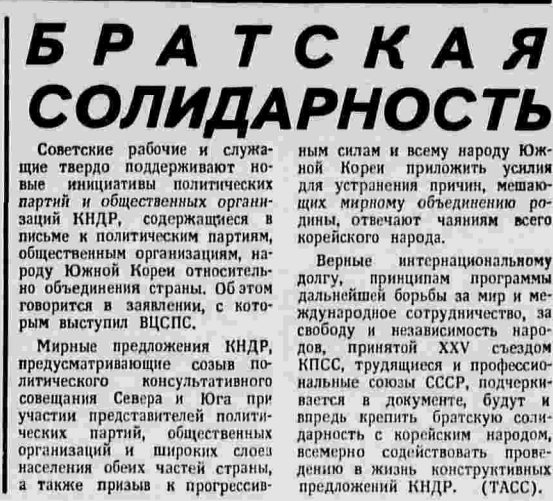 БРАТСКАЯ
СОЛИДАРНОСТЬ
Советские рабочие и служа-
щие твердо поддерживают но-
вые инициативы политических
партий и общественных органи-
заций КНДР, содержащиеся в
письме к политическим партиям,
общественным организациям, на-
роду Южной Кореи относитель-
но объединения страны. Об этом
говорится в заявлении, с кото-
рым выступил ВЦСПС.
Мирные предложения КНДР,
предусматривающие созыв по-
литического консультативного
совещания Севера и Юга при
участии представителей полити-
ческих партий, общественных
организаций и широких слоев
населения обеих частей страны,
а также призыв к прогрессив-
ным силам и всему народу Юж-
ной Кореи приложить усилия
для устранения причин, мешаю-
щих мирному объединению ро-
дины, отвечают чаяниям всего
корейского народа.
Верные интернациональному
долгу, принципам программы
дальнейшей борьбы за мир и ме-
ждународное сотрудничество, за
свободу и независимость наро-
дов, принятой XXV съездом
КПСС, трудящиеся и профессио-
нальные союзы СССР, подчерки-
вается в документе, будут и
впредь крепить братскую соли-
дарность с корейским народом,
всемерно содействовать прове-
дению в жизнь конструктивных
предложений КНДР. (ТАСС).